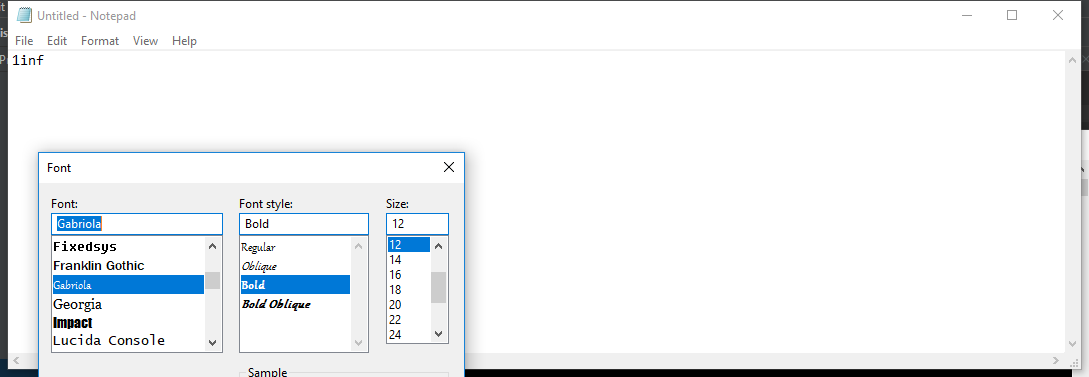 Untitled - Notepad
File Edit Format View Help
1inf
Font
Font: Font style: Size:
Gabriola Bold 12
Fixedsys
Franklin Gothic
Gabriola
Georgia
Impact
Lucida Console
Regular
Oblique
Bold
Bold Oblique
12
14
16
18
20
22
24
Sample